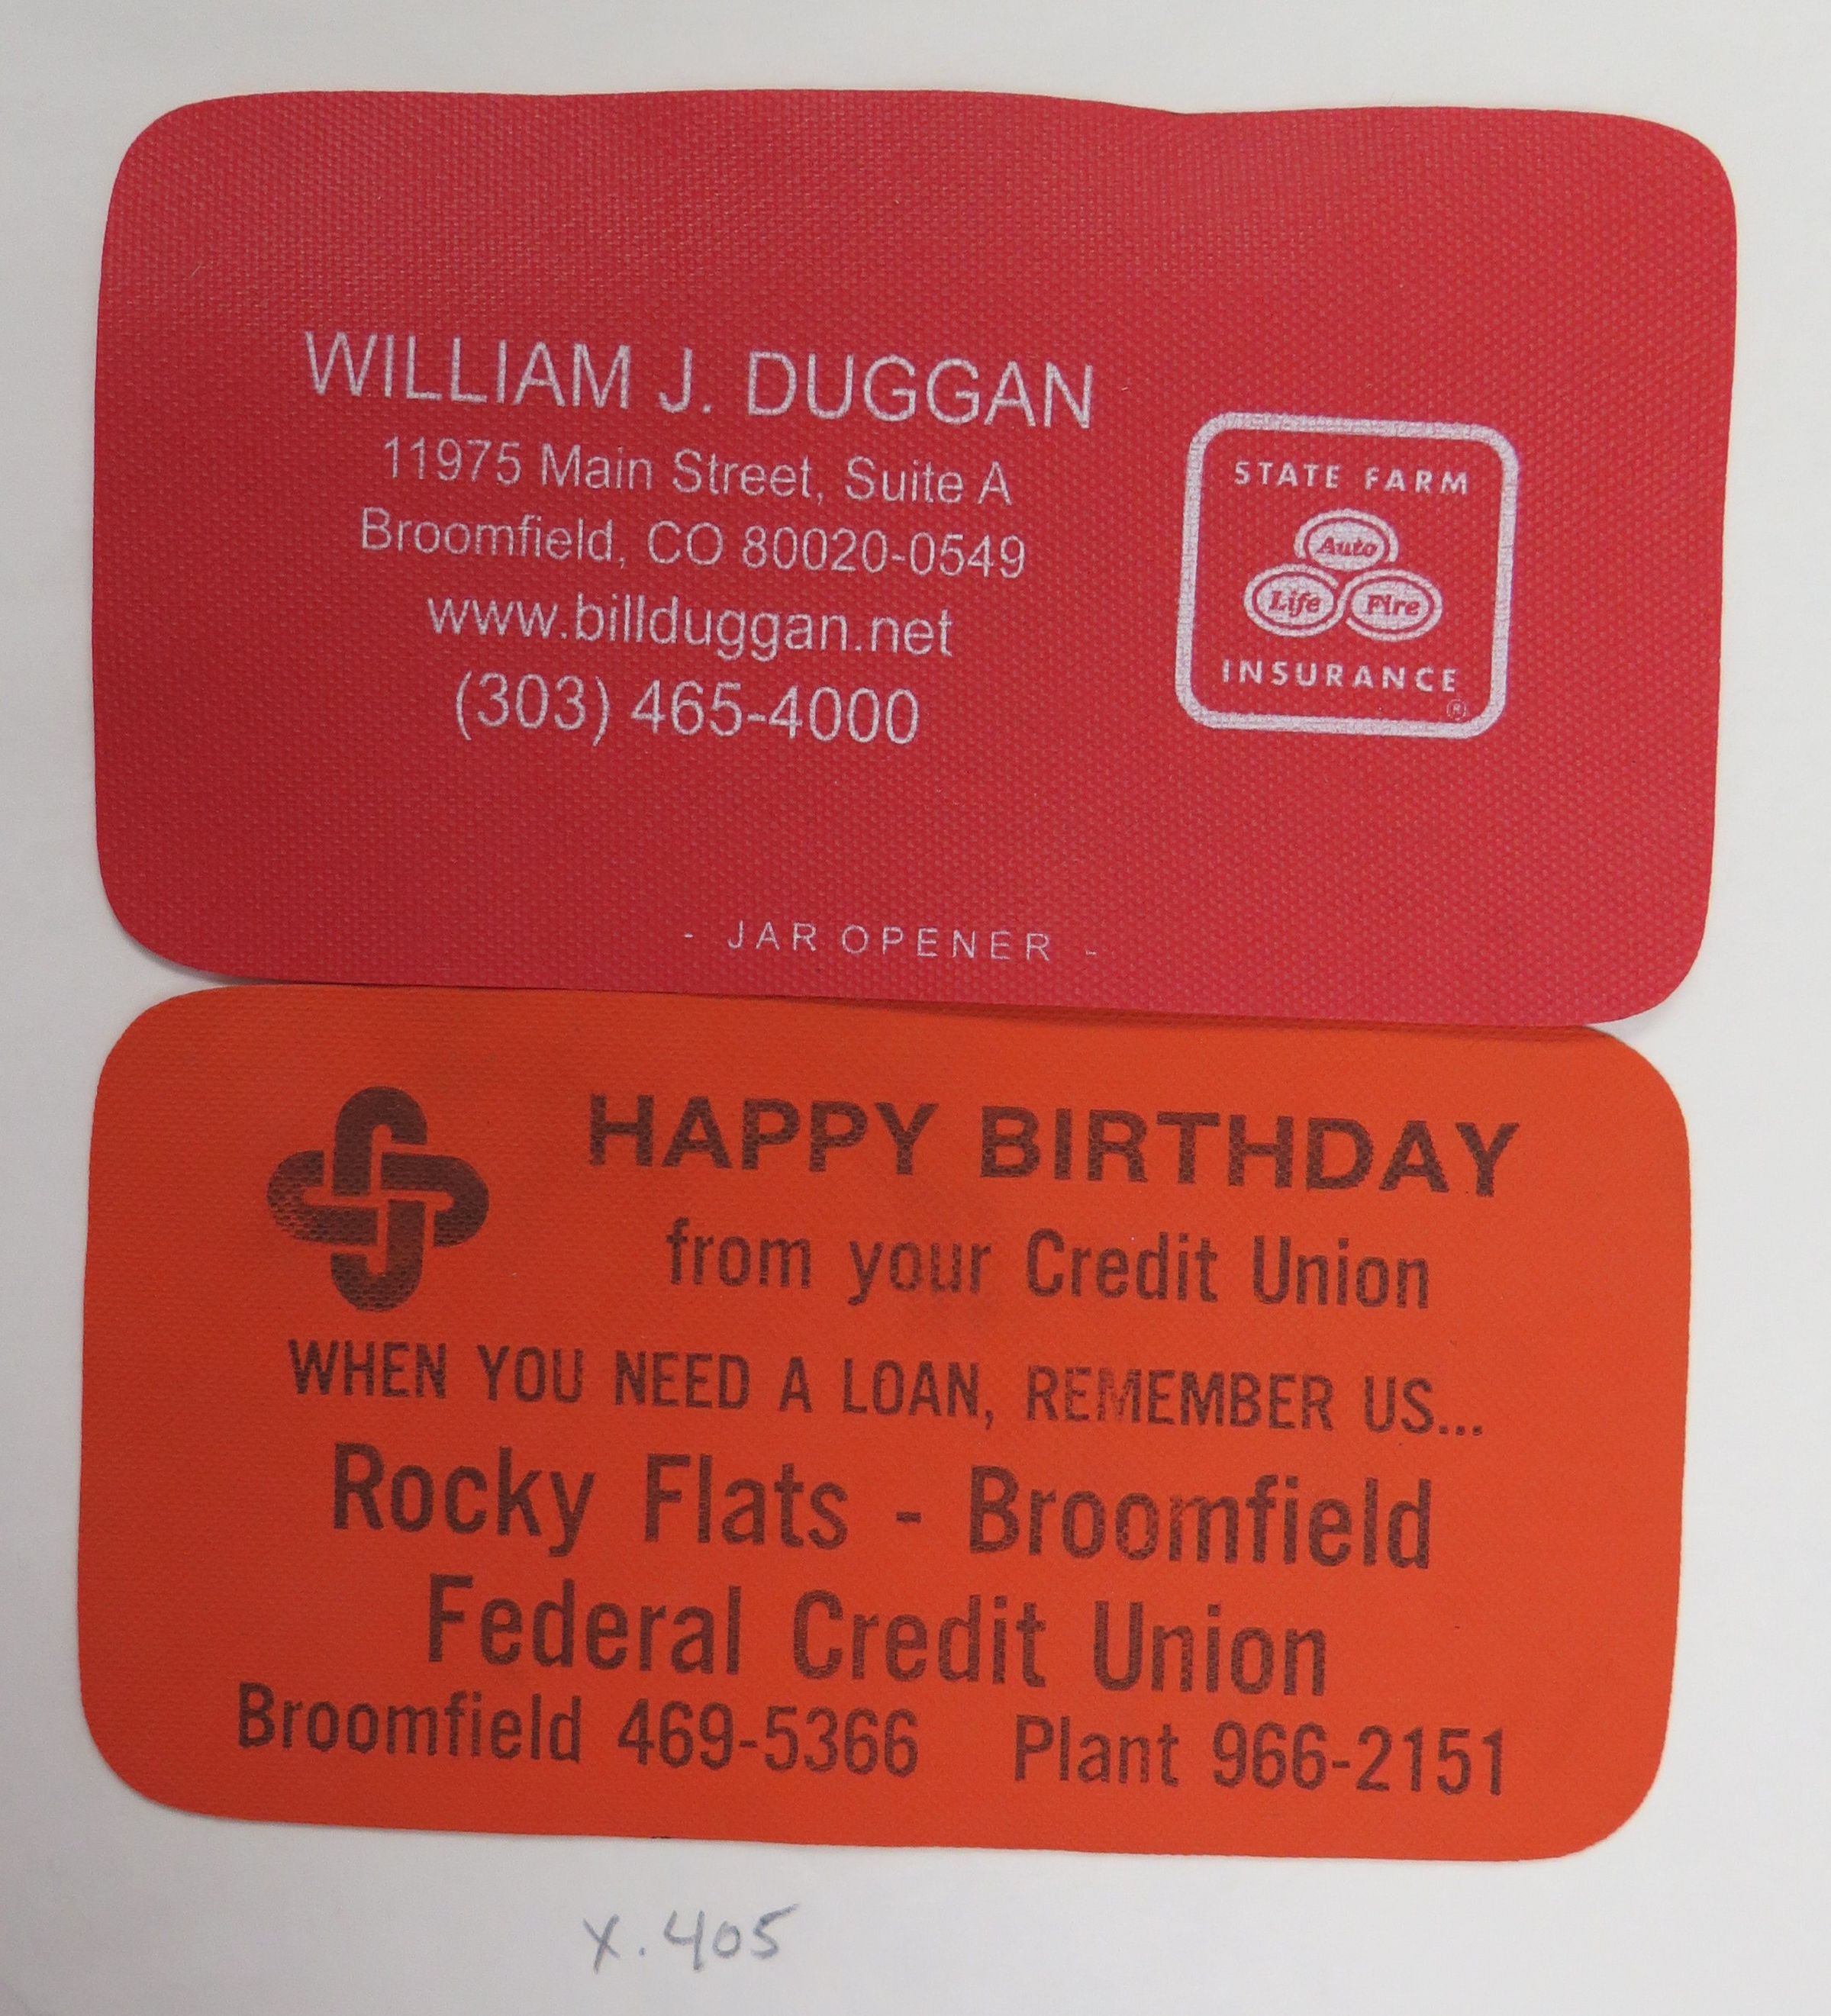 WILLIAM J. DUGGAN
11975 Main Street, Suite A
Broomfield, CO 80020-0549
www.billduggan.net
(303) 465-4000
STATE FARM
Auto
Life Fire
INSURANCE
®
- JAR OPENER -
HAPPY BIRTHDAY
from your Credit Union
WHEN YOU NEED A LOAN, REMEMBER US...
Rocky Flats - Broomfield
Federal Credit Union
Broomfield 469-5366 Plant 966-2151
X.405